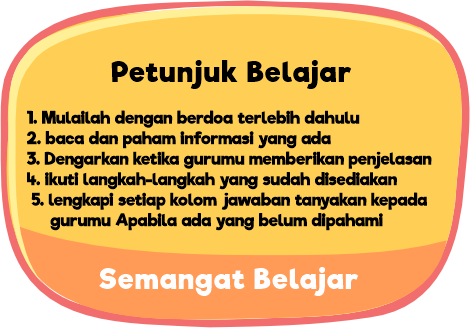 Petunjuk Belajar
1. Mulailah dengan berdoa terlebih dahulu
2. baca dan paham informasi yang ada
3. Dengarkan ketika gurumu memberikan penjelasan
4. ikuti langkah-langkah yang sudah disediakan
5. lengkapi setiap kolom jawaban tanyakan kepada
gurumu Apabila ada yang belum dipahami
Semangat Belajar